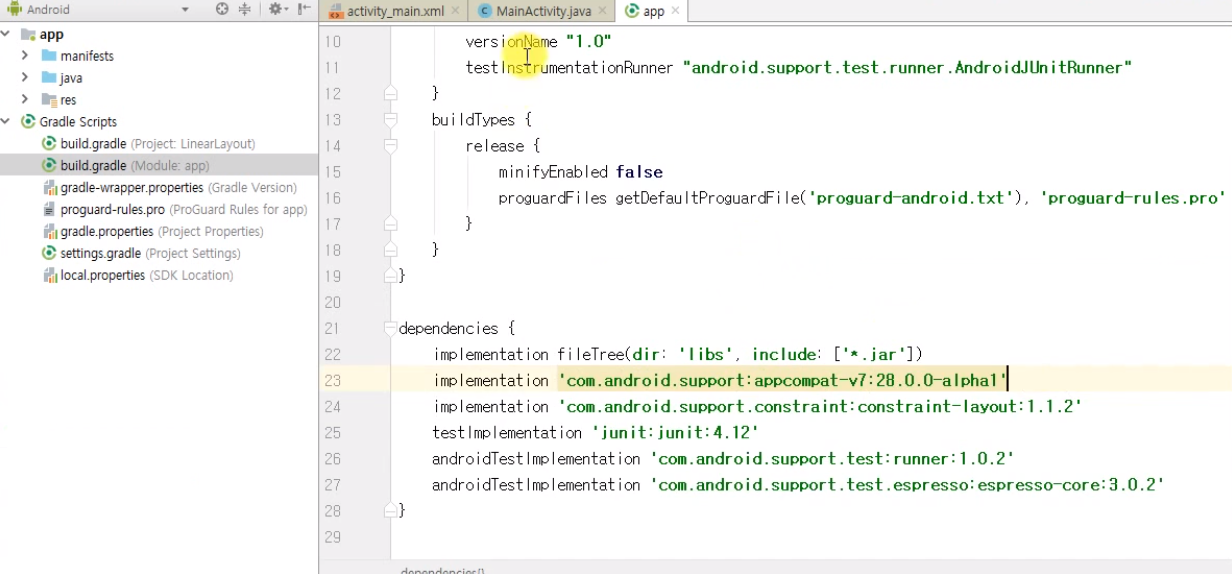 Android
activity_main.xml
MainActivity.java
app
app
manifests
java
res
Gradle Scripts
build.gradle (Project: LinearLayout)
build.gradle (Module: app)
gradle-wrapper.properties (Gradle Version)
proguard-rules.pro (ProGuard Rules for app)
gradle.properties (Project Properties)
settings.gradle (Project Settings)
local.properties (SDK Location)
10 versionName "1.0"
11 testInstrumentationRunner "android.support.test.runner.AndroidJUnitRunner"
12 }
13 buildTypes {
14 release {
15 minifyEnabled false
16 proguardFiles getDefaultProguardFile('proguard-android.txt'), 'proguard-rules.pro'
17 }
18 }
19 }
20
21 dependencies {
22 implementation fileTree(dir: 'libs', include: ['*.jar'])
23 implementation 'com.android.support:appcompat-v7:28.0.0-alpha1'
24 implementation 'com.android.support.constraint:constraint-layout:1.1.2'
25 testImplementation 'junit:junit:4.12'
26 androidTestImplementation 'com.android.support.test:runner:1.0.2'
27 androidTestImplementation 'com.android.support.test.espresso:espresso-core:3.0.2'
28 }
29
dependencies{}